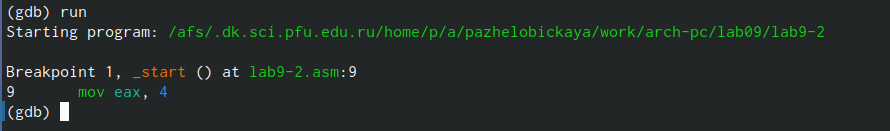 (gdb) run
Starting program: /afs/.dk.sci.pfu.edu.ru/home/p/a/pazhelobickaya/work/arch-pc/lab09/lab9-2
Breakpoint 1, _start () at lab9-2.asm:9
9       mov eax, 4
(gdb)